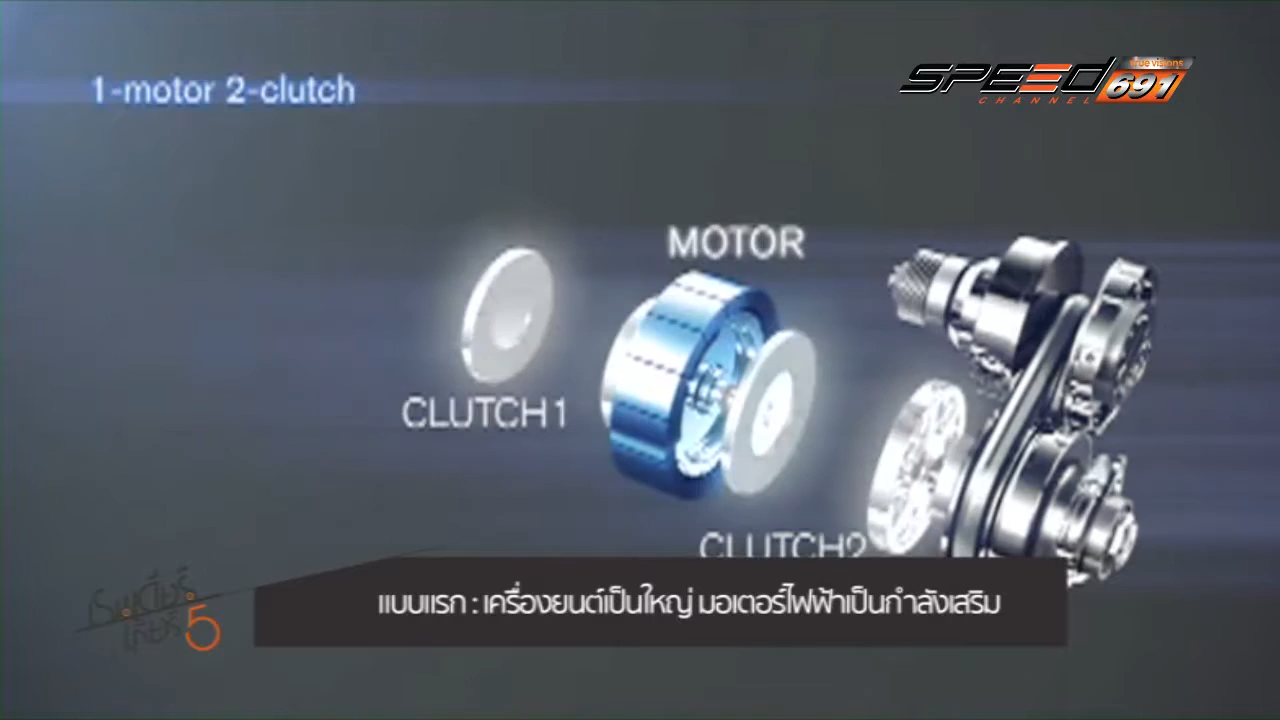 1-motor 2-clutch
SPEED
CHANNEL
true visions
691
MOTOR
CLUTCH1
CLUTCH2
5
แบบแรก : เครื่องยนต์เป็นใหญ่ มอเตอร์ไฟฟ้าเป็นกำลังเสริม